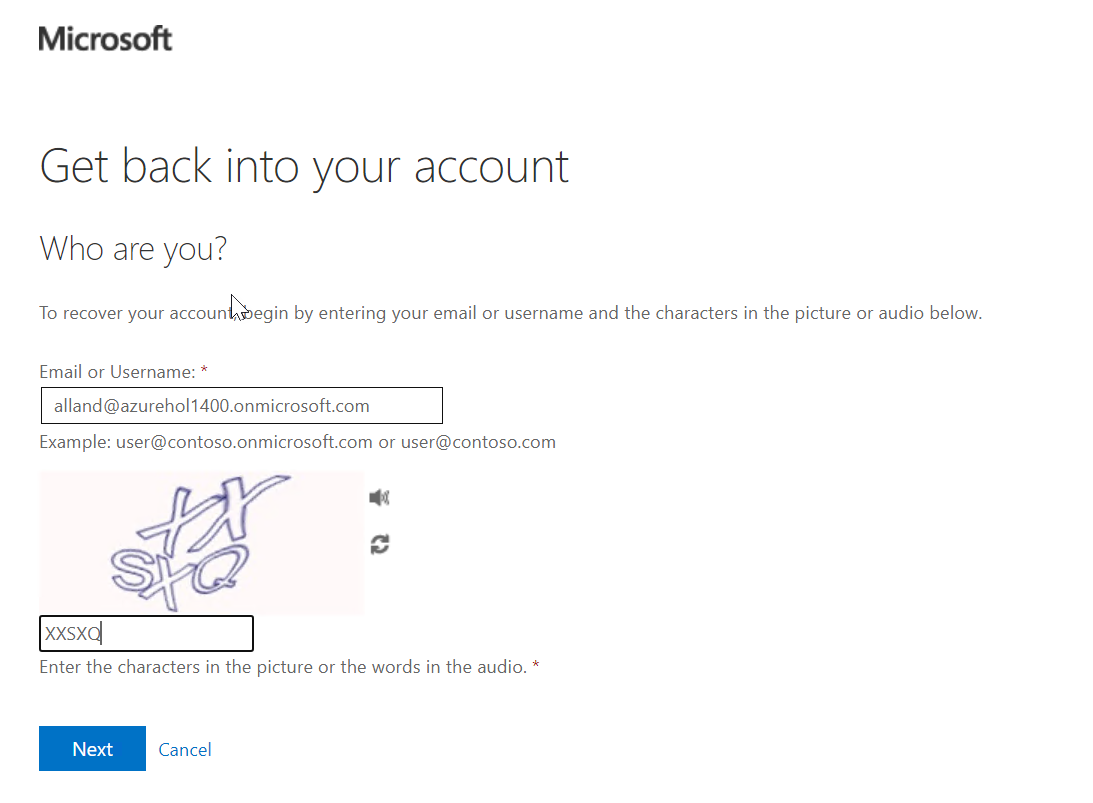 Microsoft
Get back into your account
Who are you?
To recover your account, begin by entering your email or username and the characters in the picture or audio below.
Email or Username: *
alland@azurehol1400.onmicrosoft.com
Example: user@contoso.onmicrosoft.com or user@contoso.com
XX
SXQ
XXSXQ
Enter the characters in the picture or the words in the audio. *
Next
Cancel